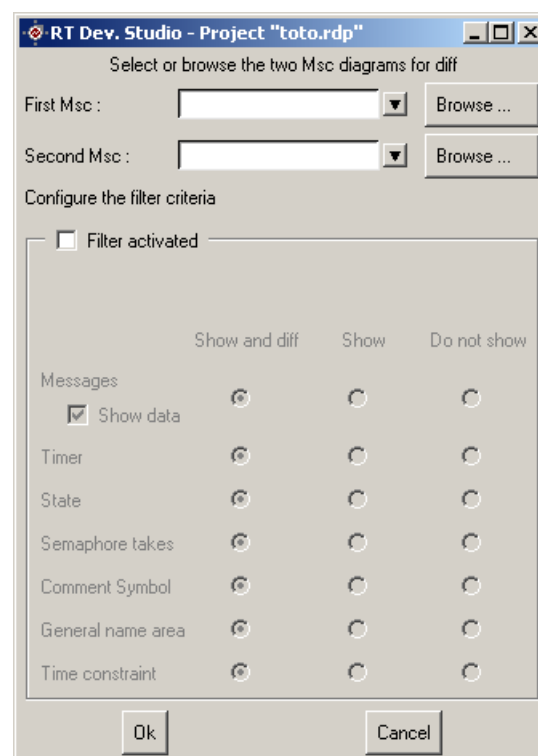 RT Dev. Studio - Project "toto.rdp"
Select or browse the two Msc diagrams for diff
First Msc : Browse ...
Second Msc : Browse ...
Configure the filter criteria
Filter activated
Show and diff Show Do not show
Messages
Show data
Timer
State
Semaphore takes
Comment Symbol
General name area
Time constraint
Ok Cancel